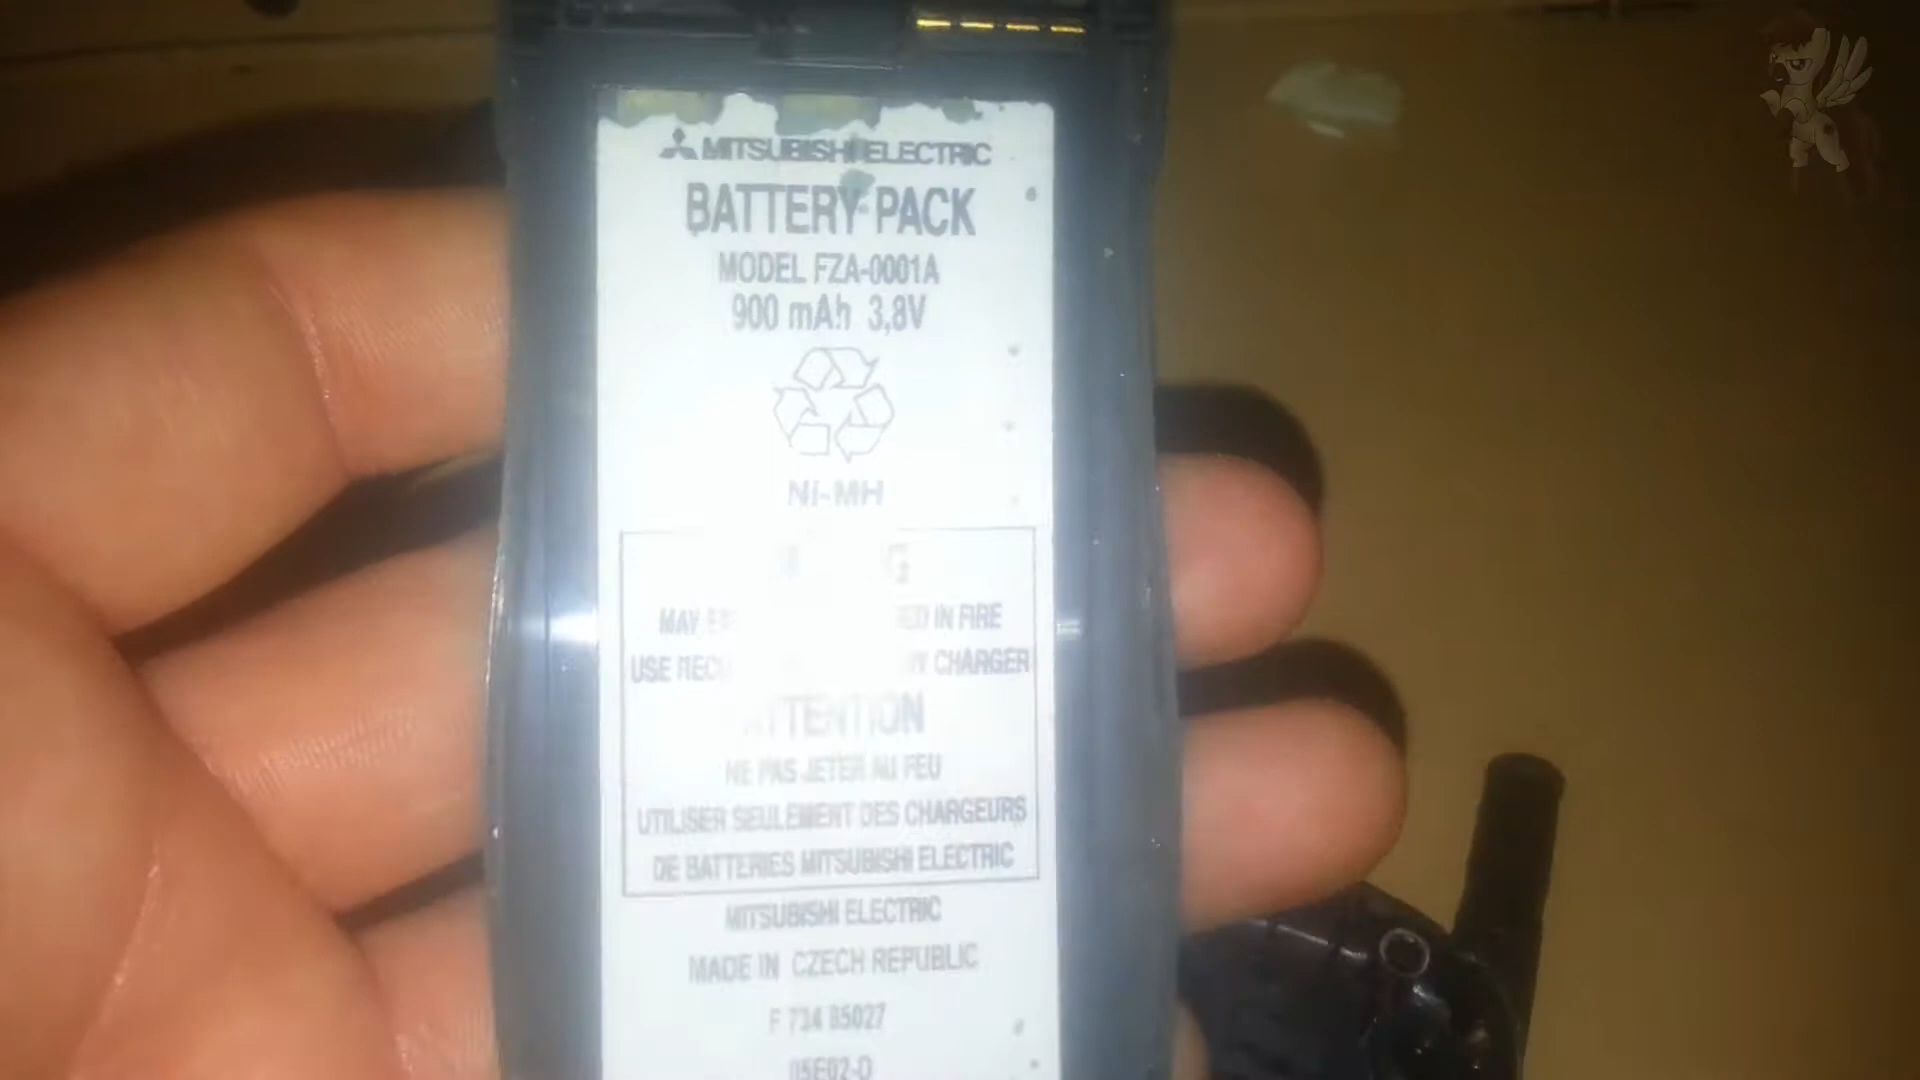 MITSUBISHI ELECTRIC
BATTERY PACK
MODEL FZA-0001A
900 mAh 3,8V
Ni-MH
MAY IN FIRE
USE CHARGER
ATTENTION
NE PAS JETER AU FEU
UTILISER SEULEMENT DES CHARGEURS
DE BATTERIES MITSUBISHI ELECTRIC
MITSUBISHI ELECTRIC
MADE IN CZECH REPUBLIC
F 734 85027
05E02-D